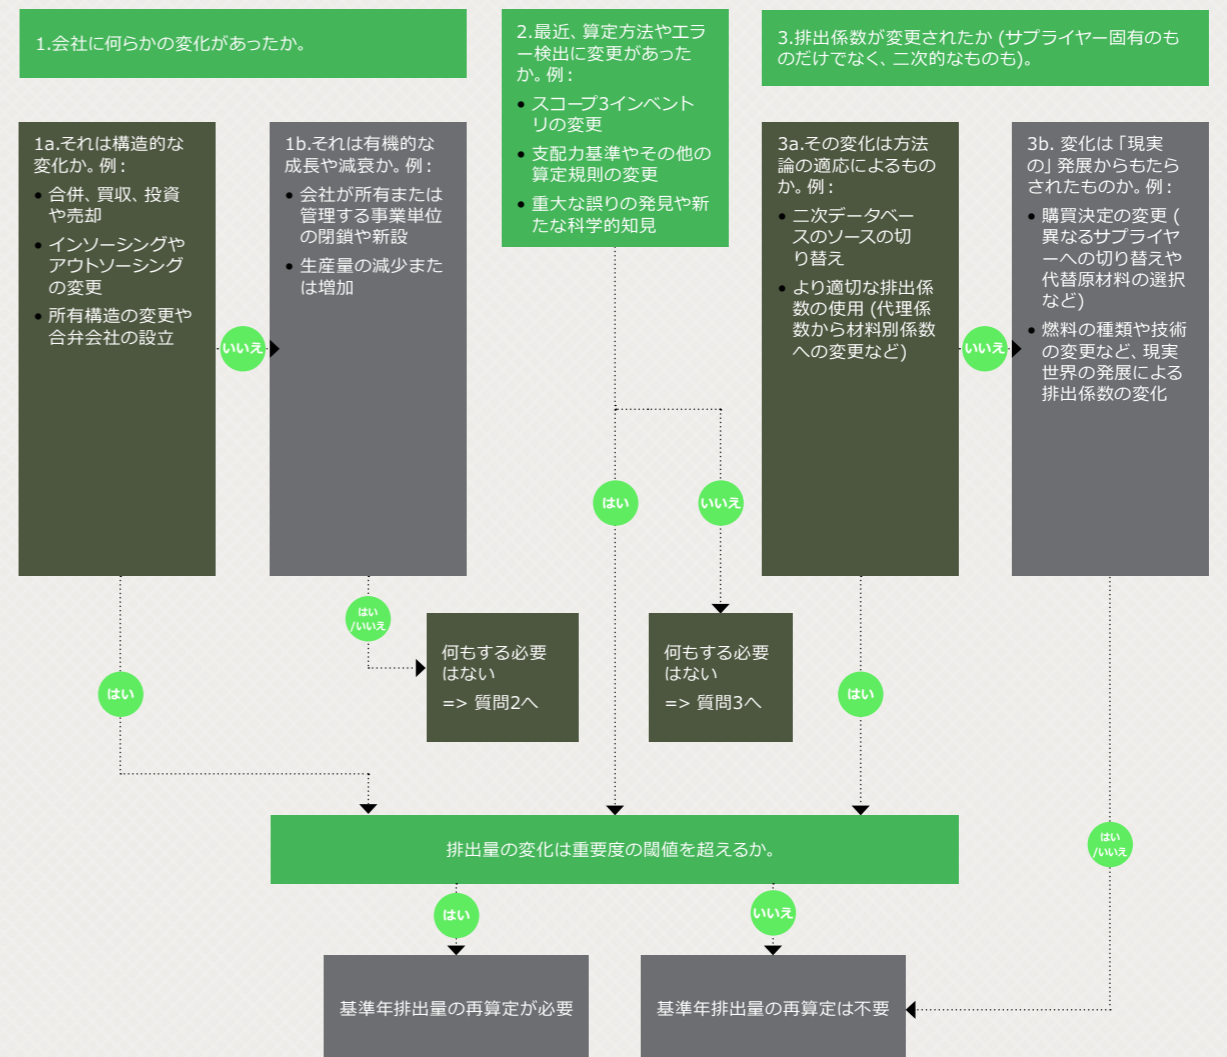 1.会社に何らかの変化があったか。
2.最近、算定方法やエラ
ー検出に変更があった
か。例 :
• スコープ3インベント
リの変更
• 支配力基準やその他の
算定規則の変更
• 重大な誤りの発見や新
たな科学的知見
3.排出係数が変更されたか (サプライヤー固有のも
のだけでなく、二次的なものも)。
1a.それは構造的な
変化か。例 :
• 合併、買収、投資
や売却
• インソーシングや
アウトソーシング
の変更
• 所有構造の変更や
合弁会社の設立
いいえ
1b.それは有機的な
成長や減衰か。例 :
• 会社が所有または
管理する事業単位
の閉鎖や新設
• 生産量の減少また
は増加
3a.その変化は方法
論の適応によるもの
か。例 :
• 二次データベー
スのソースの切
り替え
• より適切な排出係
数の使用 (代理係
数から材料別係数
への変更など)
いいえ
3b. 変化は「現実
の」発展からもたら
されたものか。例 :
• 購買決定の変更 (
異なるサプライヤ
ーへの切り替えや
代替原材料の選択
など)
• 燃料の種類や技術
の変更など、現実
世界の発展による
排出係数の変化
はい
いいえ
はい
/いいえ
何もする必要
はない
=> 質問2へ
何もする必要
はない
=> 質問3へ
はい
はい
はい
/いいえ
排出量の変化は重要度の閾値を超えるか。
はい
いいえ
基準年排出量の再算定が必要
基準年排出量の再算定は不要